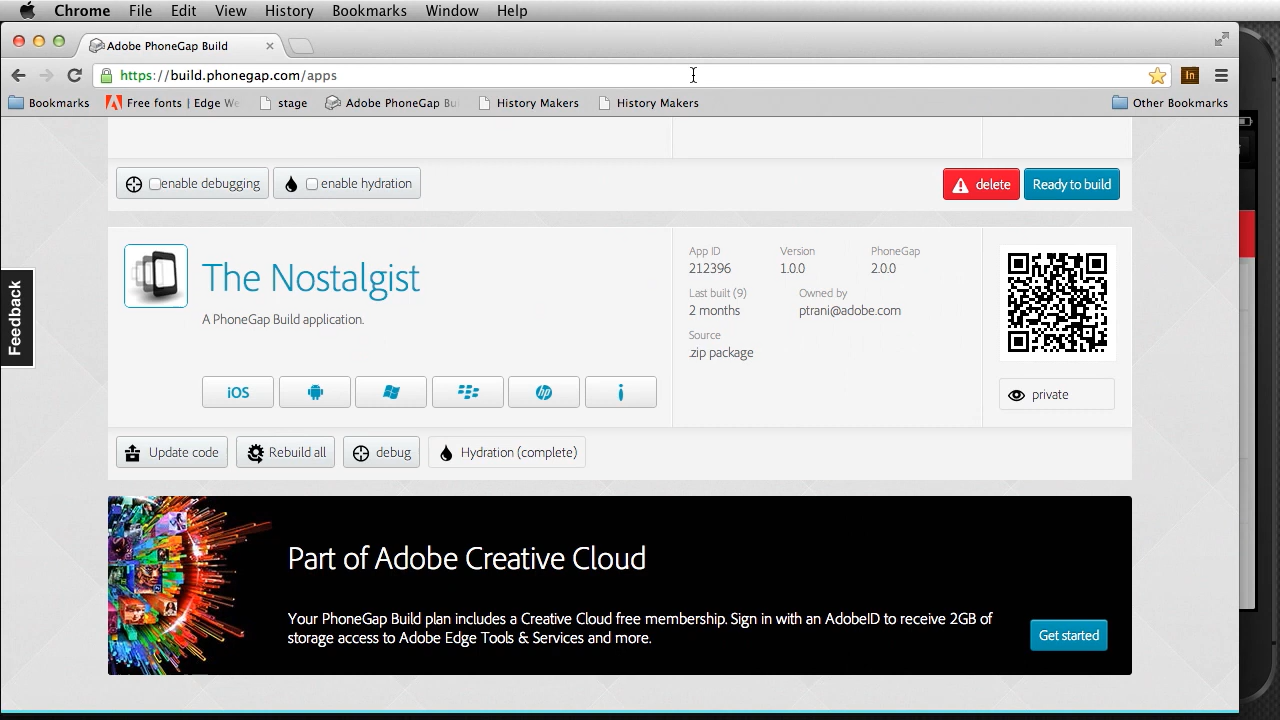 Chrome File Edit View History Bookmarks Window Help
Adobe PhoneGap Build
https://build.phonegap.com/apps
In
Bookmarks Free fonts | Edge We stage Adobe PhoneGap Bu History Makers History Makers Other Bookmarks
enable debugging enable hydration delete Ready to build
Feedback
The Nostalgist
A PhoneGap Build application.
App ID Version PhoneGap
212396 1.0.0 2.0.0
Last built (9) Owned by
2 months ptrani@adobe.com
Source
.zip package
private
iOS hp
Update code Rebuild all debug Hydration (complete)
Part of Adobe Creative Cloud
Your PhoneGap Build plan includes a Creative Cloud free membership. Sign in with an AdobeID to receive 2GB of
storage access to Adobe Edge Tools & Services and more.
Get started